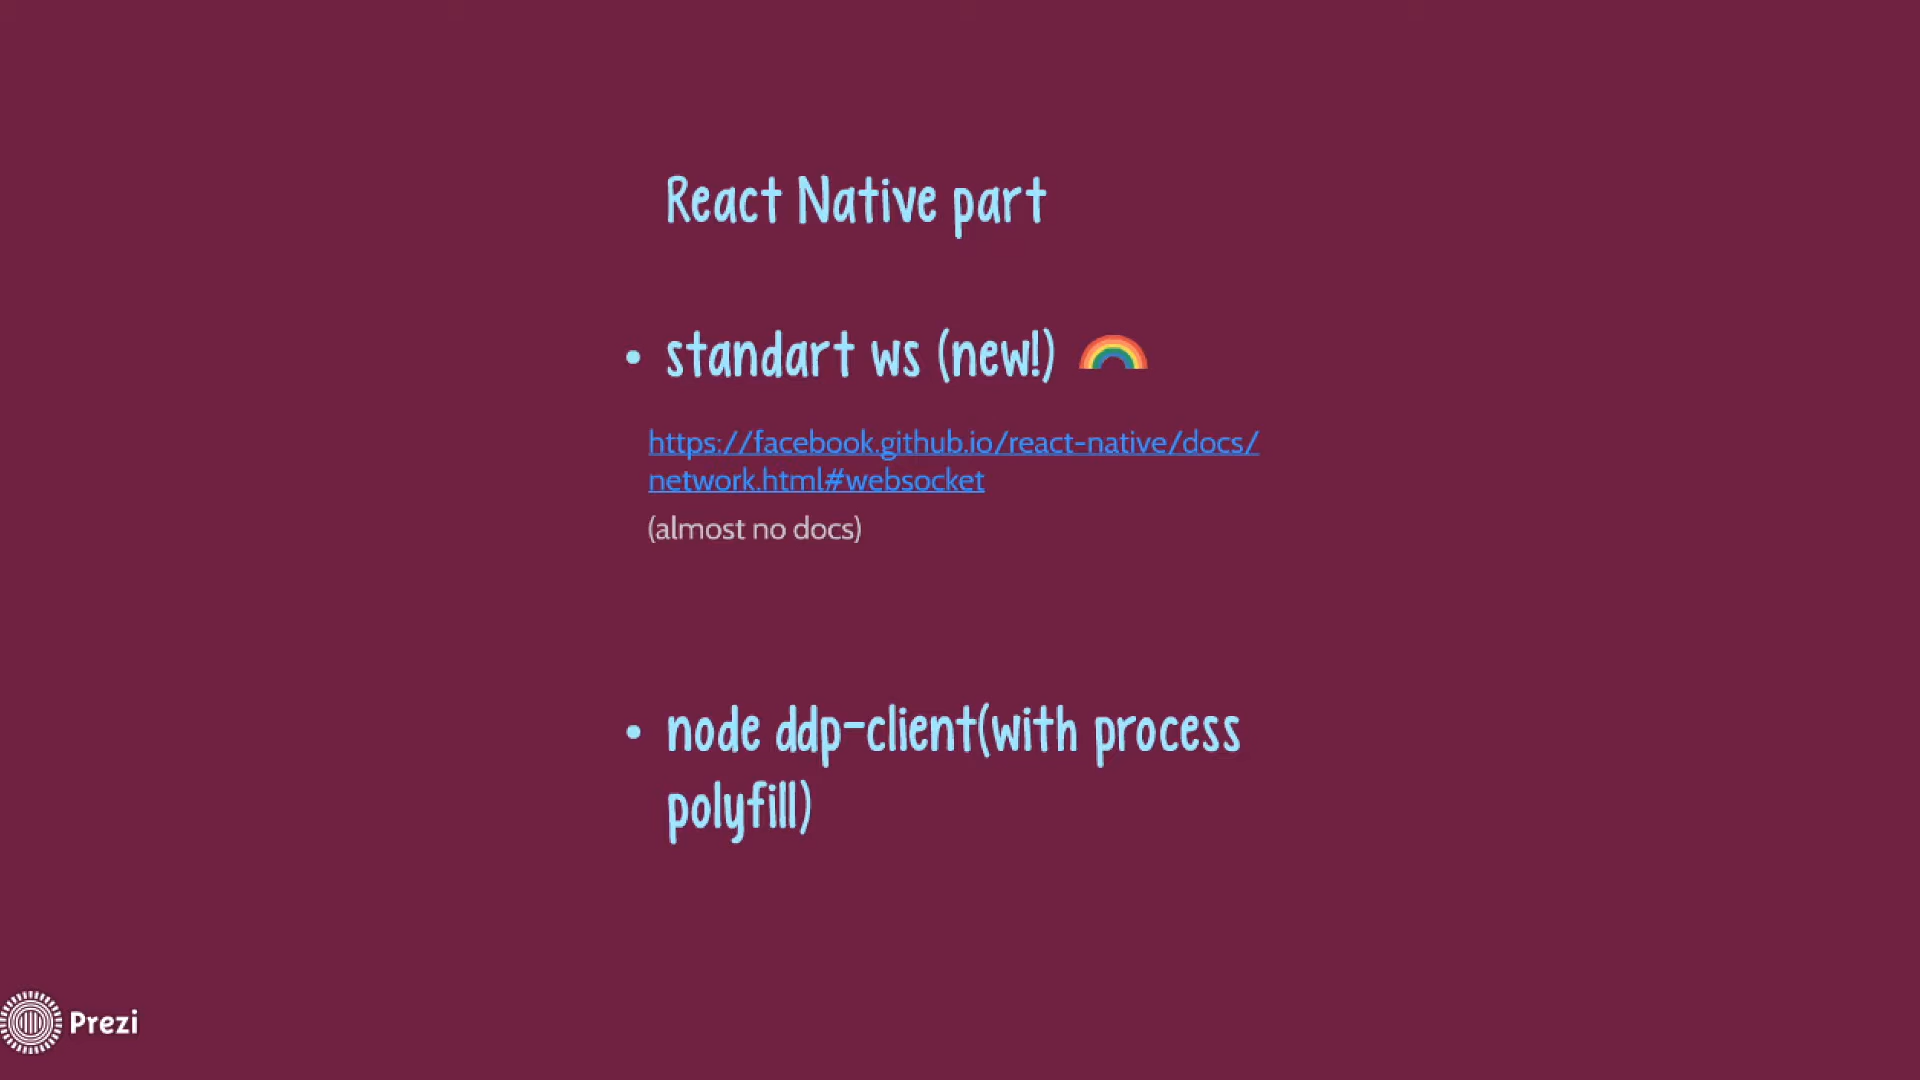 React Native part
• standart ws (new!) 🌈
https://facebook.github.io/react-native/docs/
network.html#websocket
(almost no docs)
• node ddp-client(with process
polyfill)
Prezi